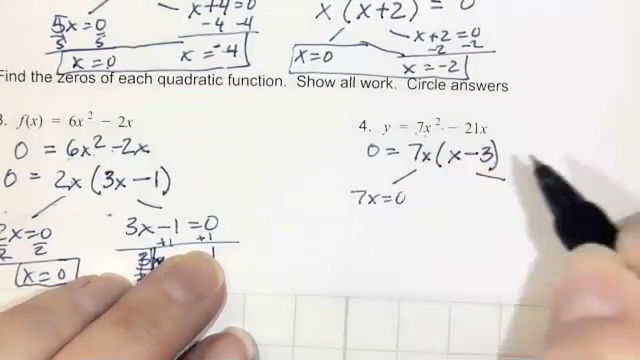 5x=0
5 5
x=0
x+4=0
-4 -4
x=-4
x(x+2)=0
x=0
x+2=0
-2 -2
x=-2
Find the zeros of each quadratic function. Show all work. Circle answers
3. f(x) = 6x² - 2x
0 = 6x²-2x
0 = 2x(3x-1)
2x=0
2 2
x=0
3x-1=0
+1 +1
4. y = 7x² - 21x
0 = 7x(x-3)
7x=0